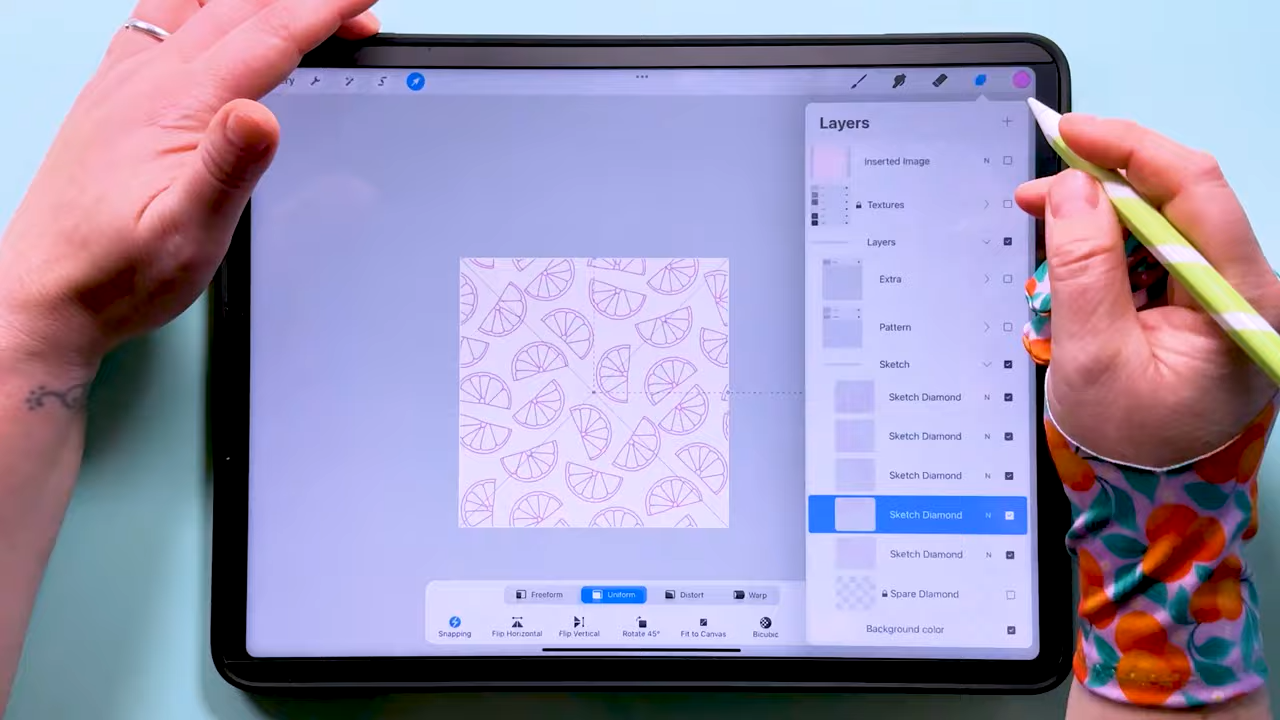 ry
Layers
Inserted Image N
Textures
Layers
Extra
Pattern
Sketch
Sketch Diamond N
Sketch Diamond N
Sketch Diamond N
Sketch Diamond N
Sketch Diamond N
Spare Diamond
Background color
Freeform Uniform Distort Warp
Snapping Flip Horizontal Flip Vertical Rotate 45° Fit to Canvas Bicubic